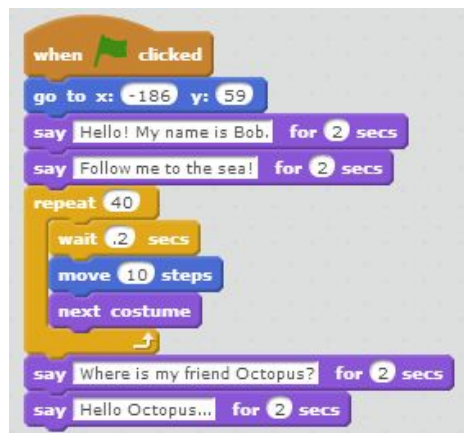 when clicked
go to x: -186 y: 59
say Hello! My name is Bob. for 2 secs
say Follow me to the sea! for 2 secs
repeat 40
wait .2 secs
move 10 steps
next costume
say Where is my friend Octopus? for 2 secs
say Hello Octopus... for 2 secs